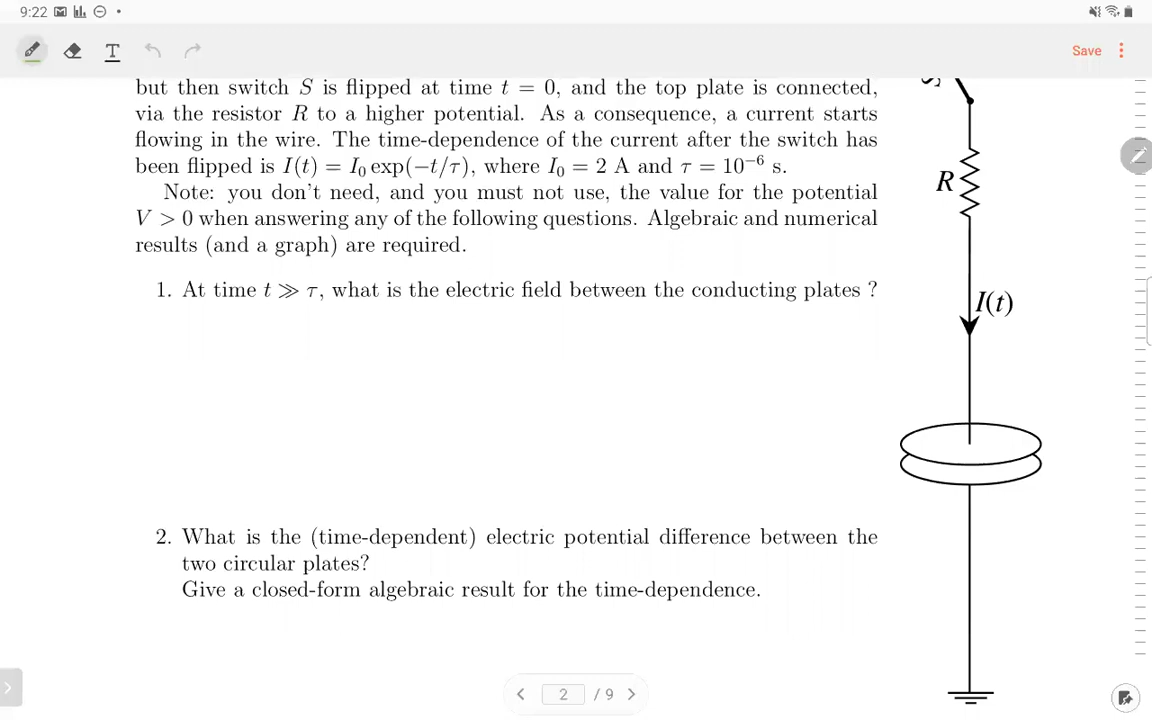 9:22
T
Save
but then switch S is flipped at time t = 0, and the top plate is connected,
via the resistor R to a higher potential. As a consequence, a current starts
flowing in the wire. The time-dependence of the current after the switch has
been flipped is I(t) = I₀ exp(−t/τ), where I₀ = 2 A and τ = 10⁻⁶ s.
Note: you don't need, and you must not use, the value for the potential
V > 0 when answering any of the following questions. Algebraic and numerical
results (and a graph) are required.
R
1. At time t ≫ τ, what is the electric field between the conducting plates ?
I(t)
2. What is the (time-dependent) electric potential difference between the
two circular plates?
Give a closed-form algebraic result for the time-dependence.
2 / 9